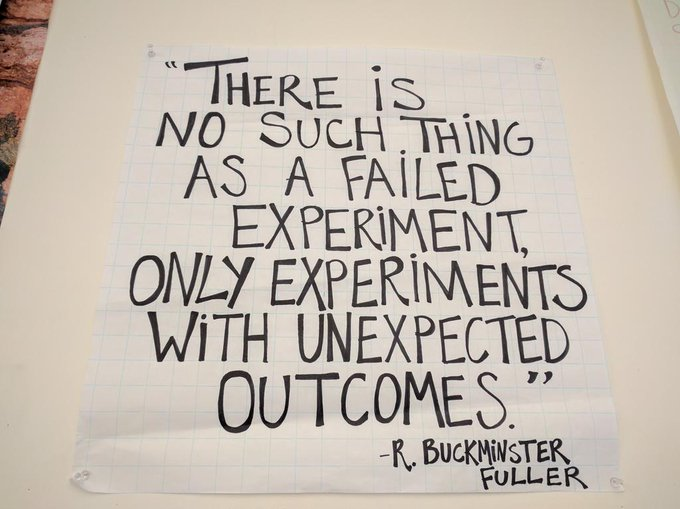 "THERE iS
NO SUCH THiNG
AS A FAiLED
EXPERiMENT,
ONLY EXPERiMENTS
WiTH UNEXPECTED
OUTCOMES."
-R. BUCKMiNSTER
FULLER